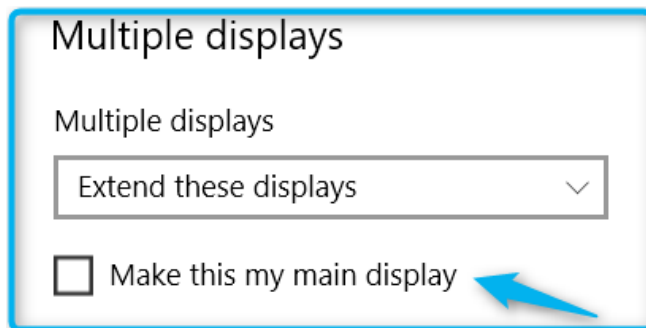 Multiple displays
Multiple displays
Extend these displays
Make this my main display